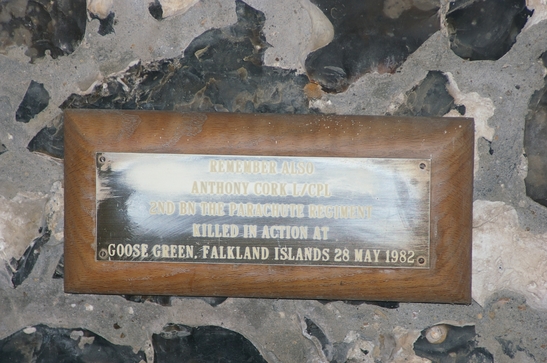 REMEMBER ALSO
ANTHONY CORK L/CPL
2ND BN THE PARACHUTE REGIMENT
KILLED IN ACTION AT
GOOSE GREEN, FALKLAND ISLANDS 28 MAY 1982